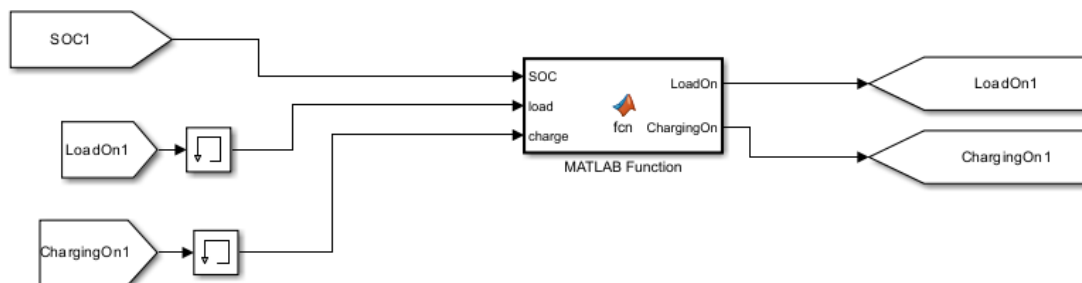 SOC1
LoadOn1
ChargingOn1
SOC
load
charge
fcn
LoadOn
ChargingOn
MATLAB Function
LoadOn1
ChargingOn1